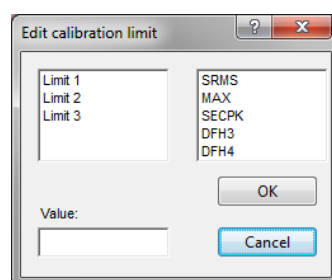 Edit calibration limit
?
Limit 1
Limit 2
Limit 3
SRMS
MAX
SECPK
DFH3
DFH4
OK
Value:
Cancel